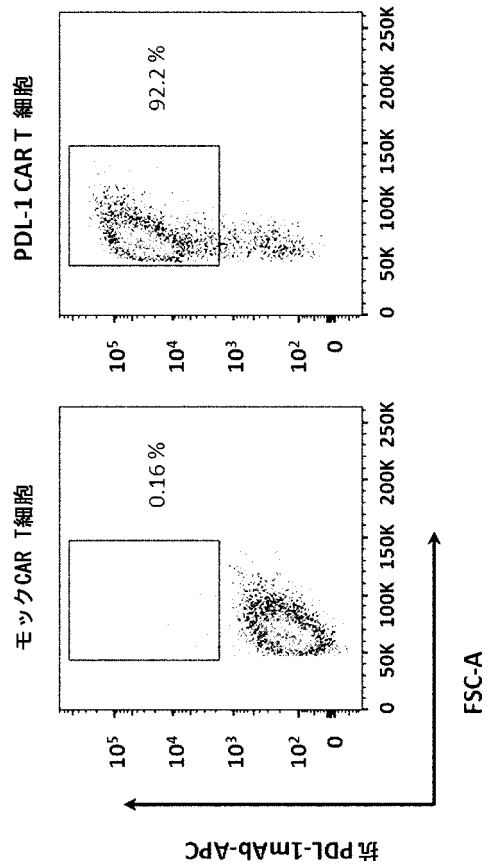 モックCAR T細胞
0.16 %
10⁵
10⁴
10³
10²
0
0 50K 100K 150K 200K 250K
PDL-1 CAR T 細胞
92.2 %
10⁵
10⁴
10³
10²
0
0 50K 100K 150K 200K 250K
抗PDL-1mAb-APC
FSC-A